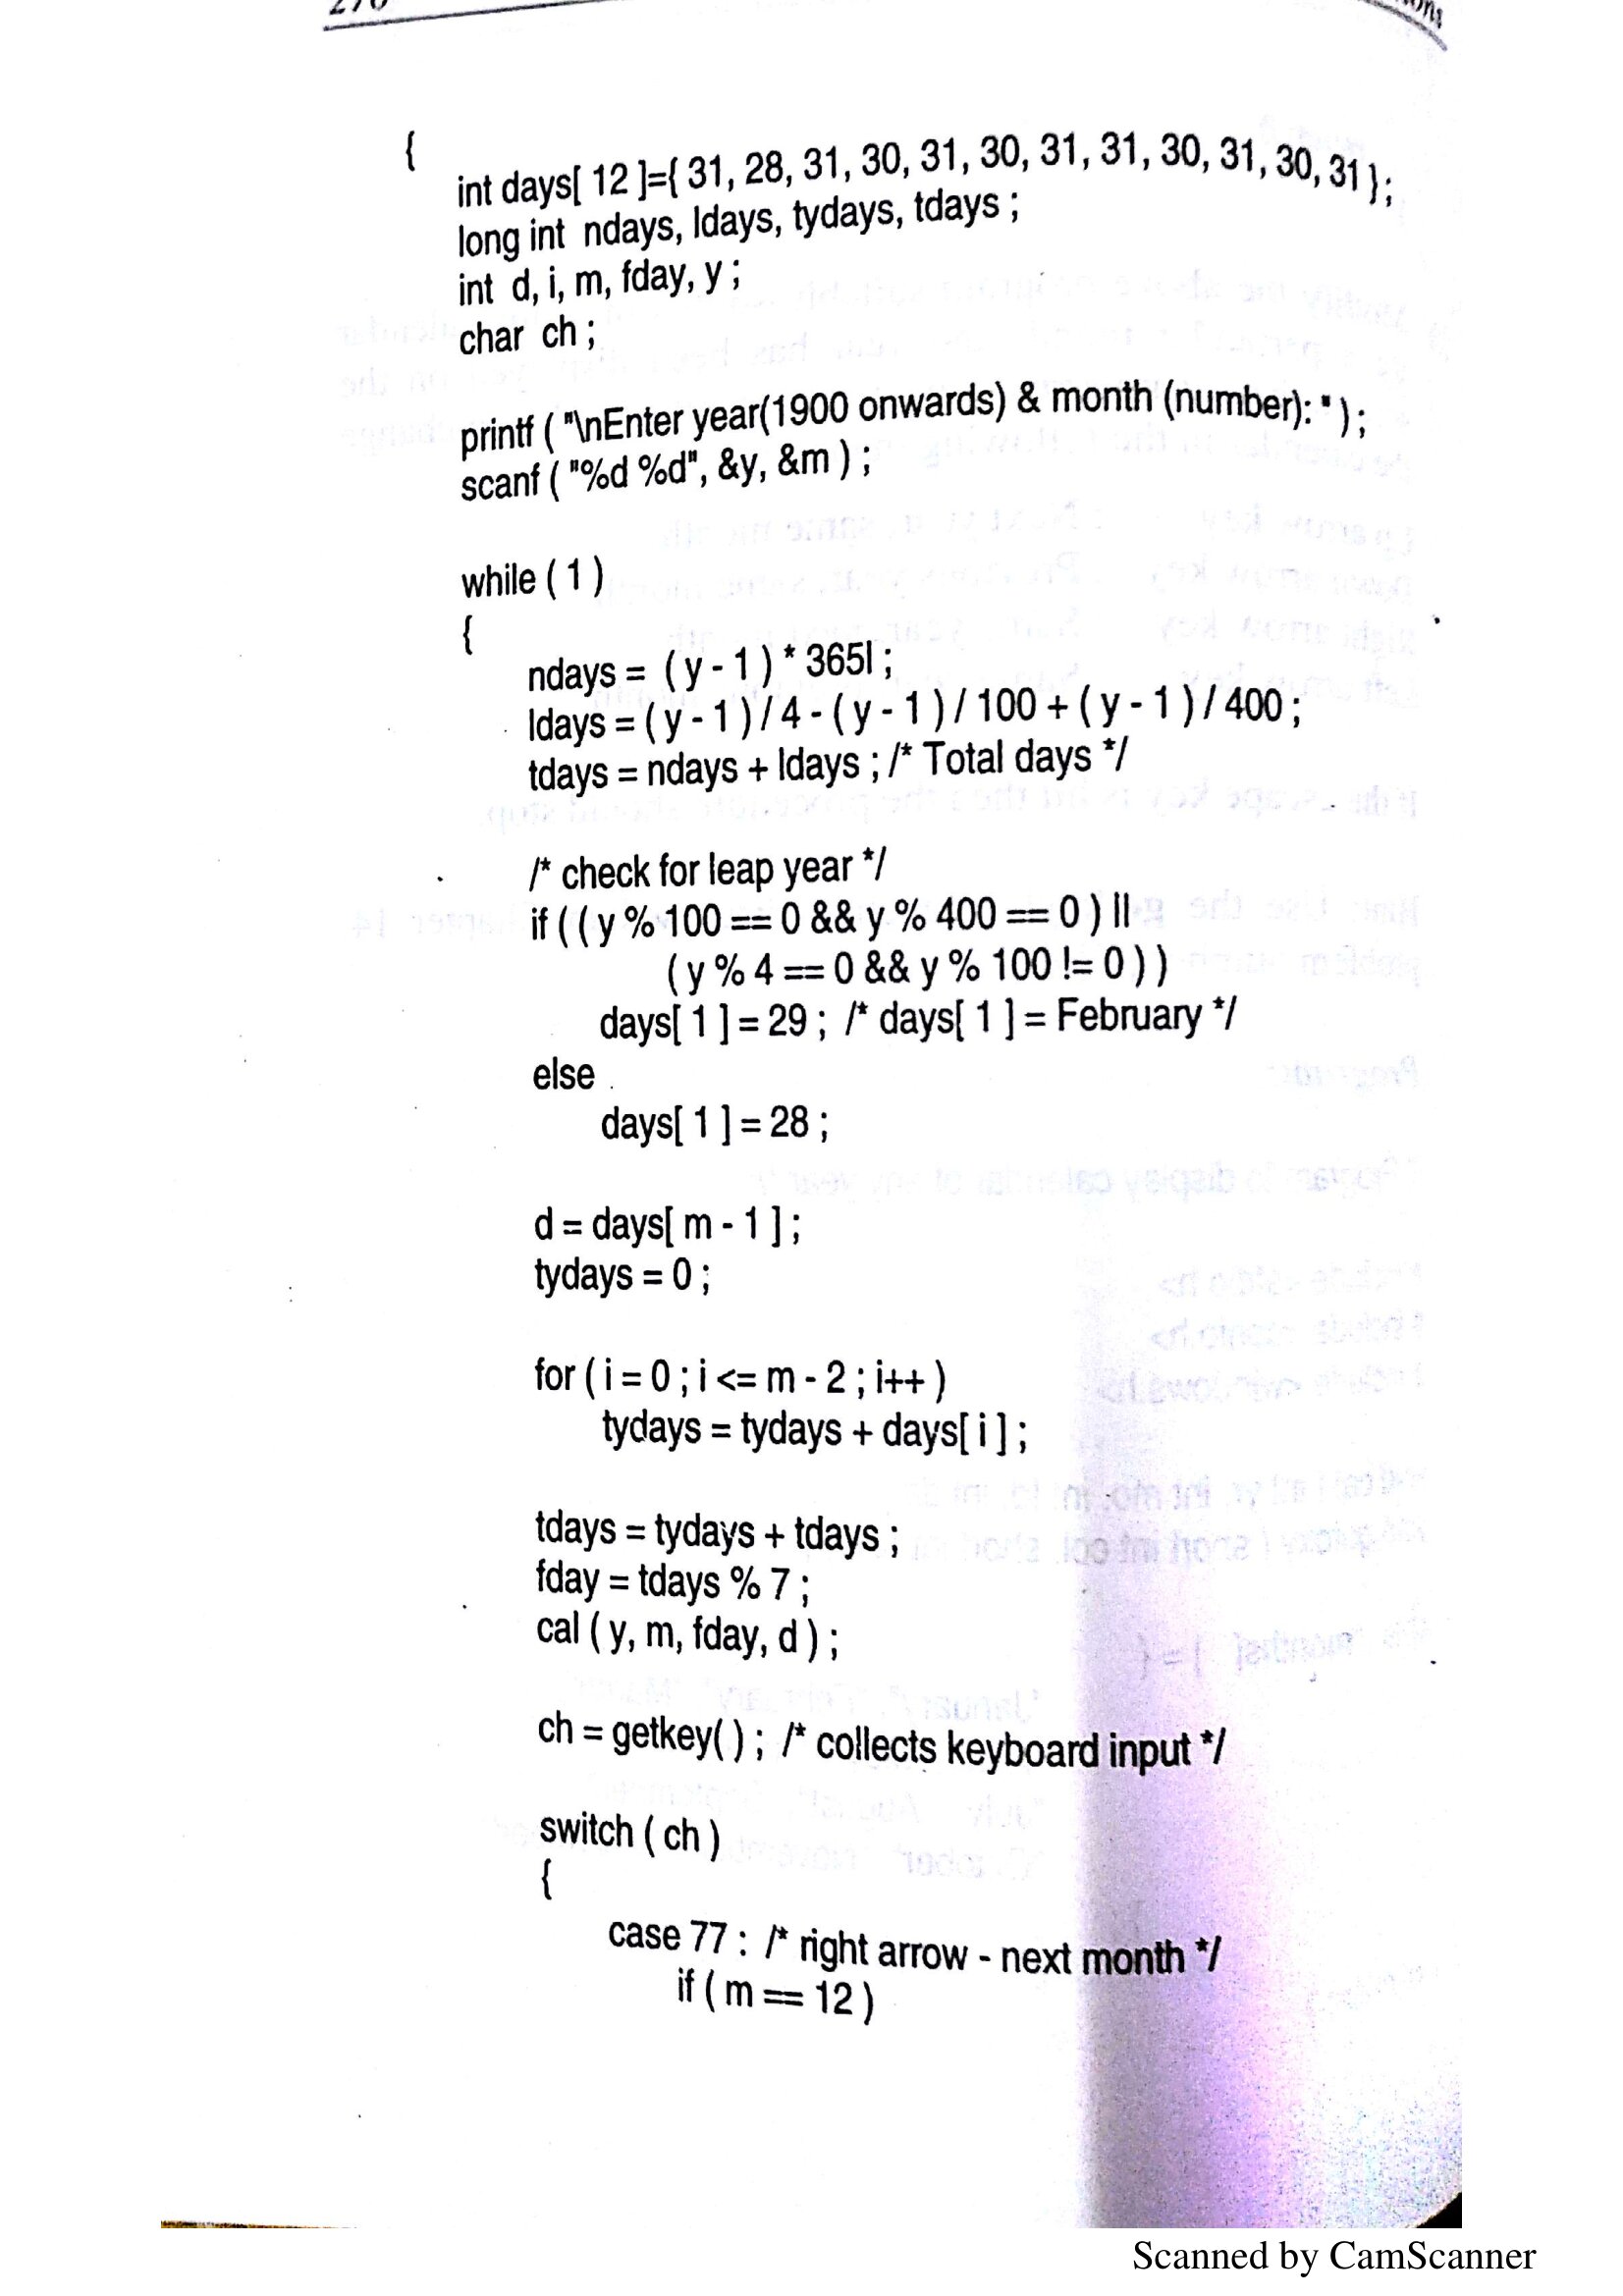 {
int days[ 12 ]={ 31, 28, 31, 30, 31, 30, 31, 31, 30, 31, 30, 31 };
long int ndays, ldays, tydays, tdays ;
int d, i, m, fday, y ;
char ch ;
printf ( "\nEnter year(1900 onwards) & month (number): " ) ;
scanf ( "%d %d", &y, &m ) ;
while ( 1 )
{
ndays = ( y - 1 ) * 365l ;
ldays = ( y - 1 ) / 4 - ( y - 1 ) / 100 + ( y - 1 ) / 400 ;
tdays = ndays + ldays ; /* Total days */
/* check for leap year */
if ( ( y % 100 == 0 && y % 400 == 0 ) ||
( y % 4 == 0 && y % 100 != 0 ) )
days[ 1 ] = 29 ; /* days[ 1 ] = February */
else
days[ 1 ] = 28 ;
d = days[ m - 1 ] ;
tydays = 0 ;
for ( i = 0 ; i <= m - 2 ; i++ )
tydays = tydays + days[ i ] ;
tdays = tydays + tdays ;
fday = tdays % 7 ;
cal ( y, m, fday, d ) ;
ch = getkey( ) ; /* collects keyboard input */
switch ( ch )
{
case 77 : /* right arrow - next month */
if ( m == 12 )
Scanned by CamScanner